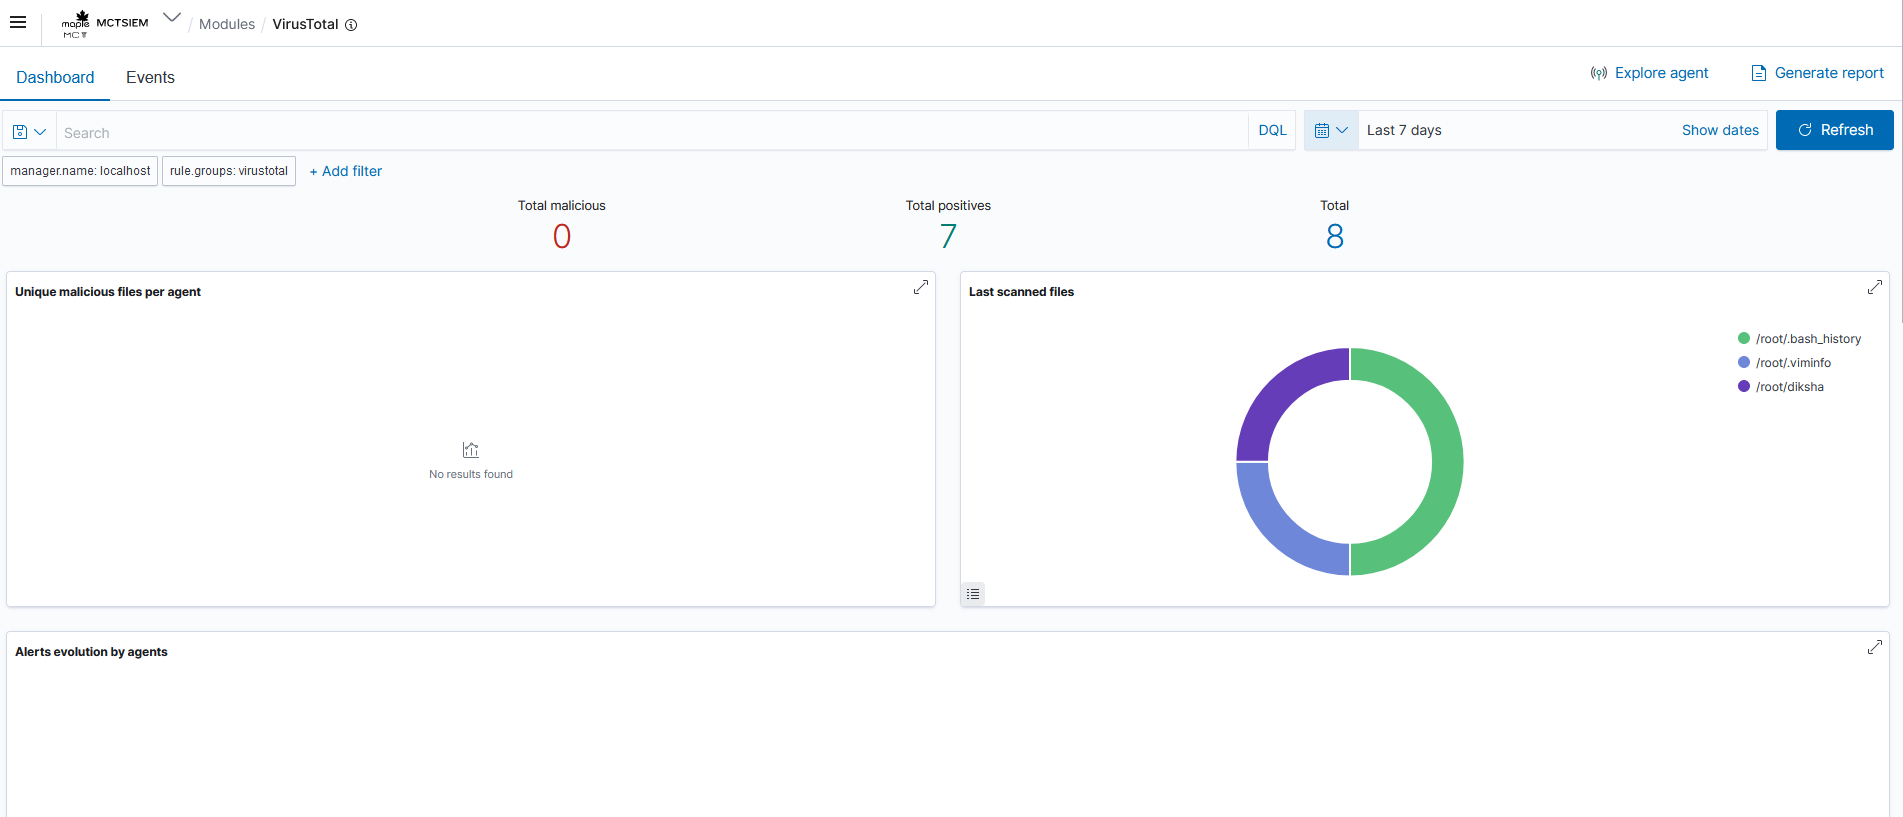 maple MCTSIEM / Modules / VirusTotal
MCT
Dashboard Events Explore agent Generate report
Search DQL Last 7 days Show dates Refresh
manager.name: localhost rule.groups: virustotal + Add filter
Total malicious Total positives Total
0 7 8
Unique malicious files per agent
No results found
Last scanned files
/root/.bash_history
/root/.viminfo
/root/diksha
Alerts evolution by agents